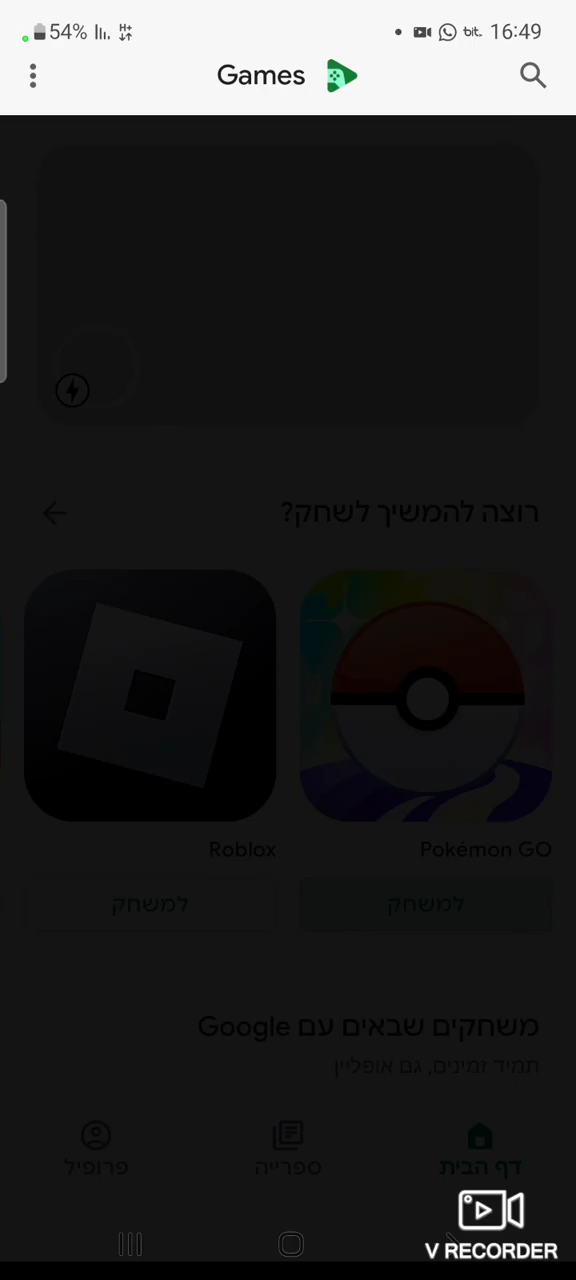 54% H+ bit. 16:49
Games
רוצה להמשיך לשחק?
Pokémon GO
Roblox
למשחק
למשחק
משחקים שבאים עם Google
תמיד זמינים, גם אופליין
דף הבית
ספרייה
פרופיל
V RECORDER